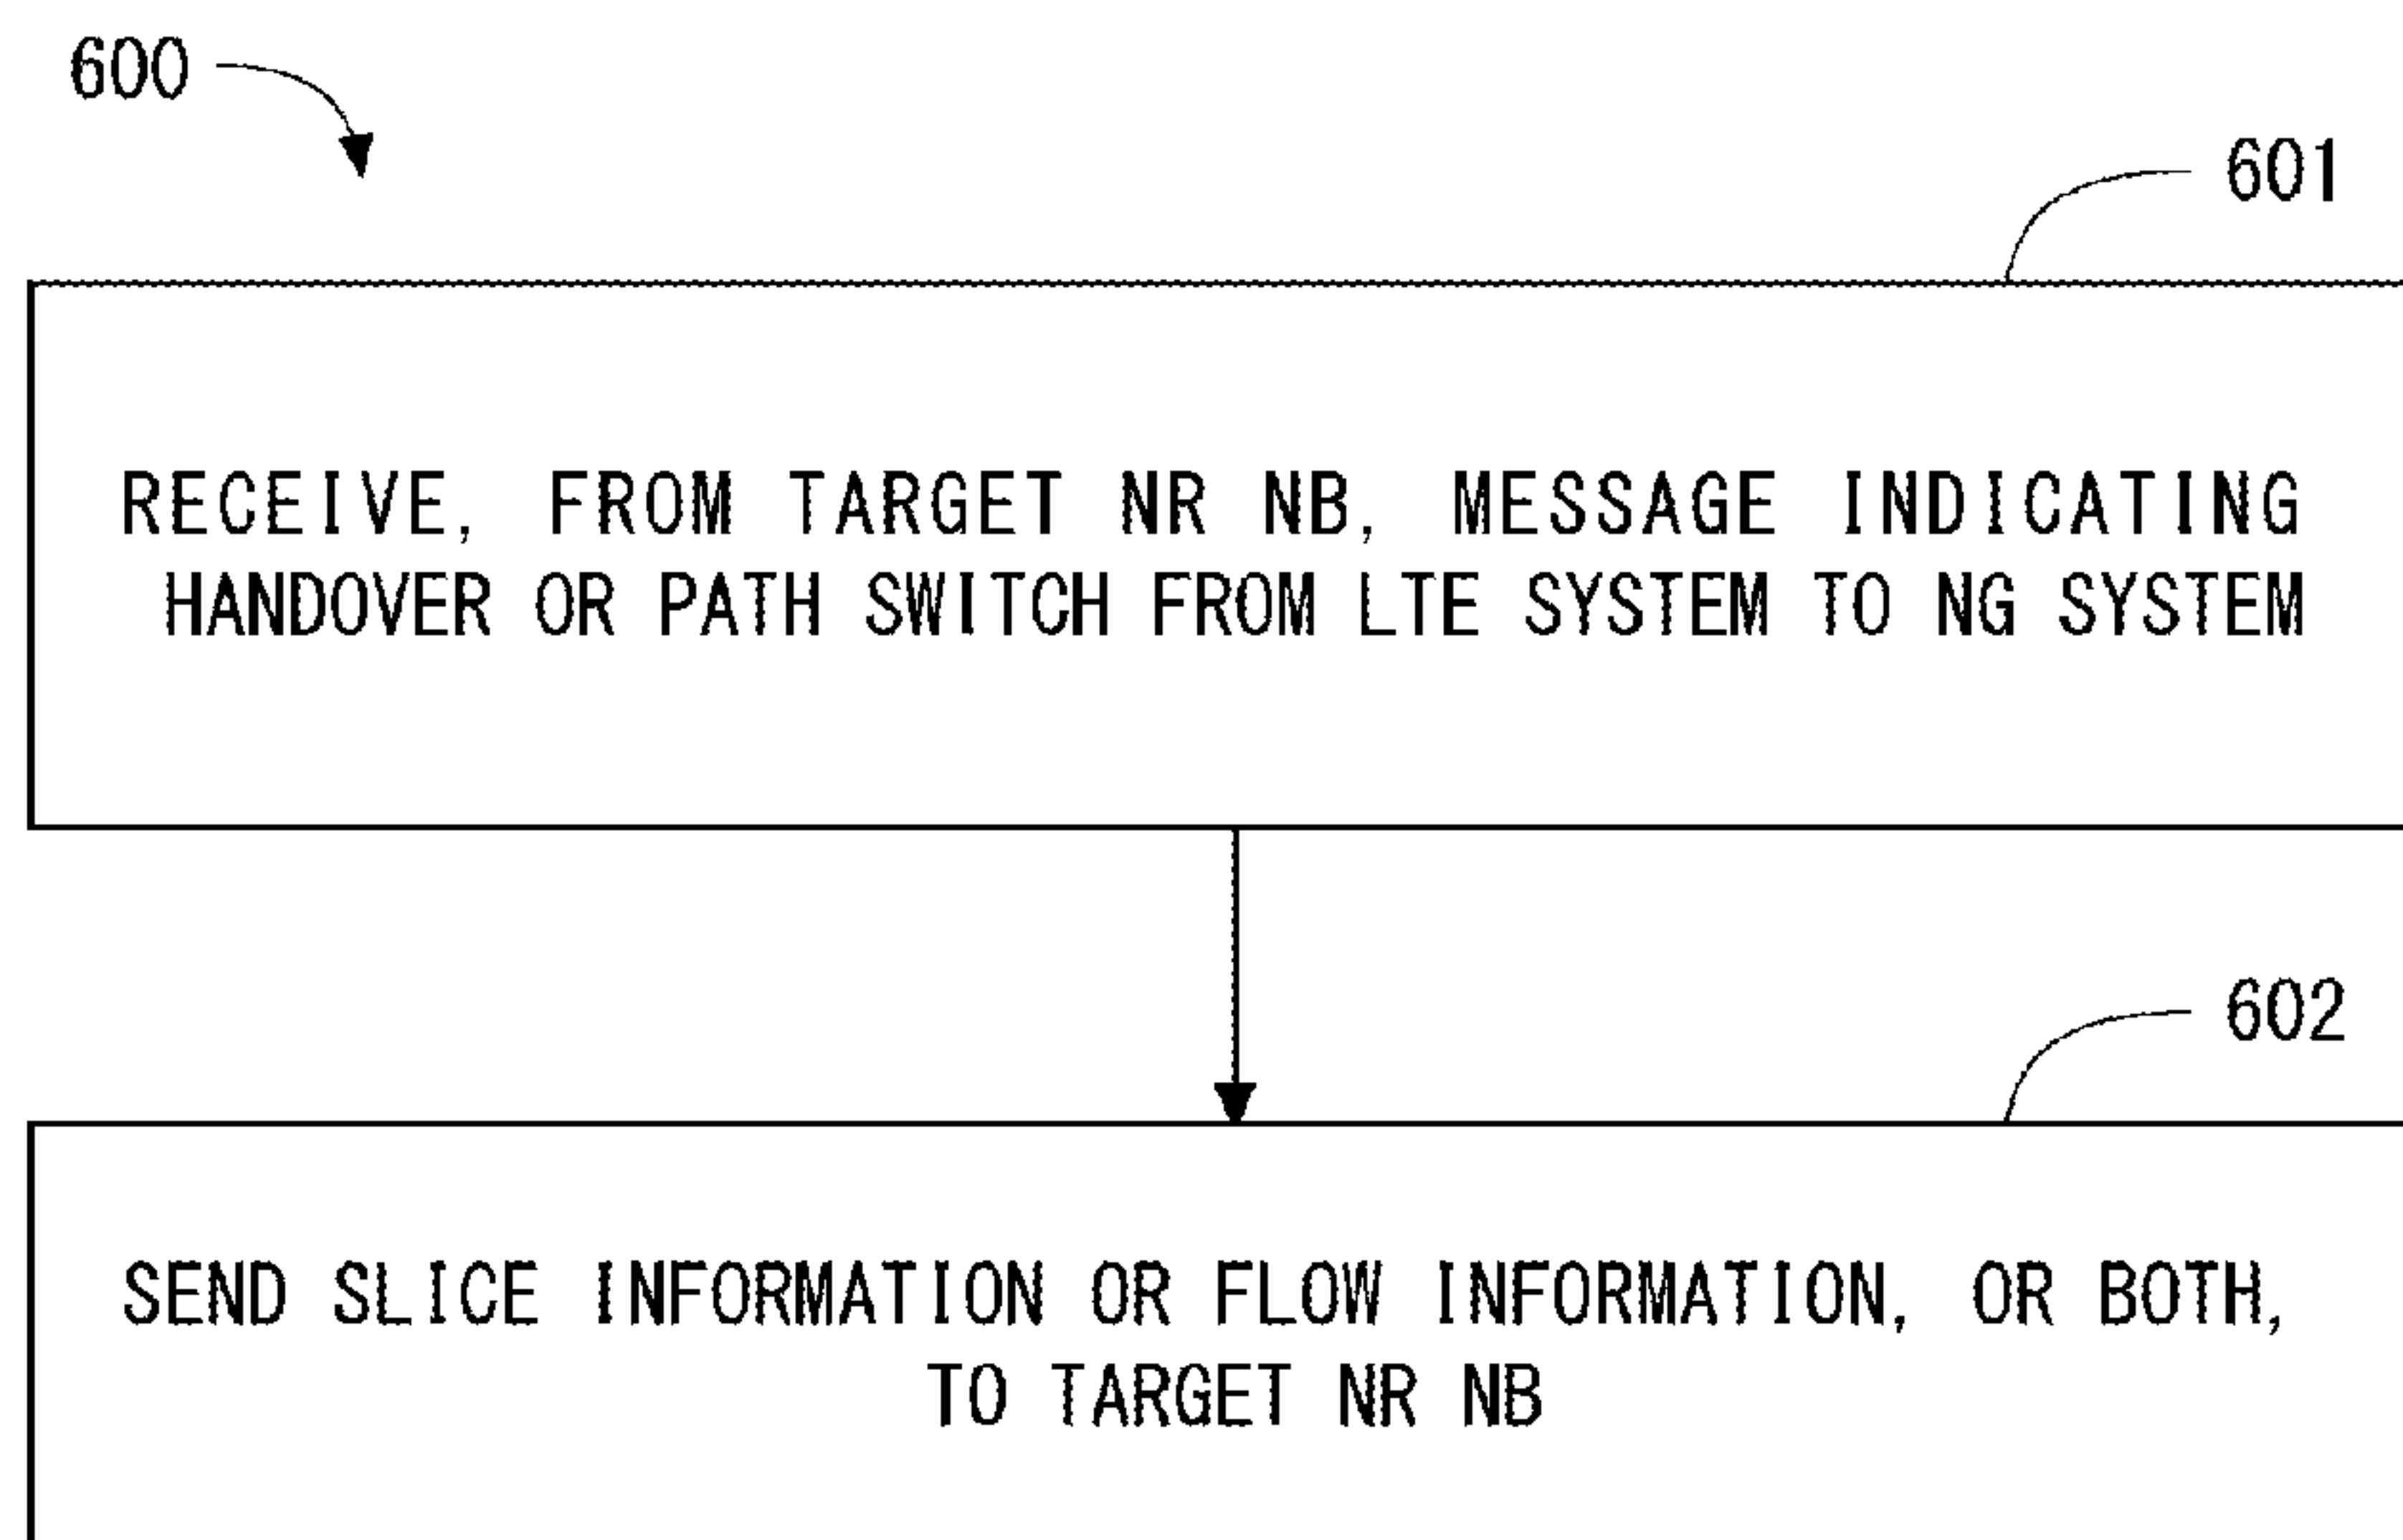 600
601
RECEIVE, FROM TARGET NR NB, MESSAGE INDICATING
HANDOVER OR PATH SWITCH FROM LTE SYSTEM TO NG SYSTEM
602
SEND SLICE INFORMATION OR FLOW INFORMATION, OR BOTH,
TO TARGET NR NB